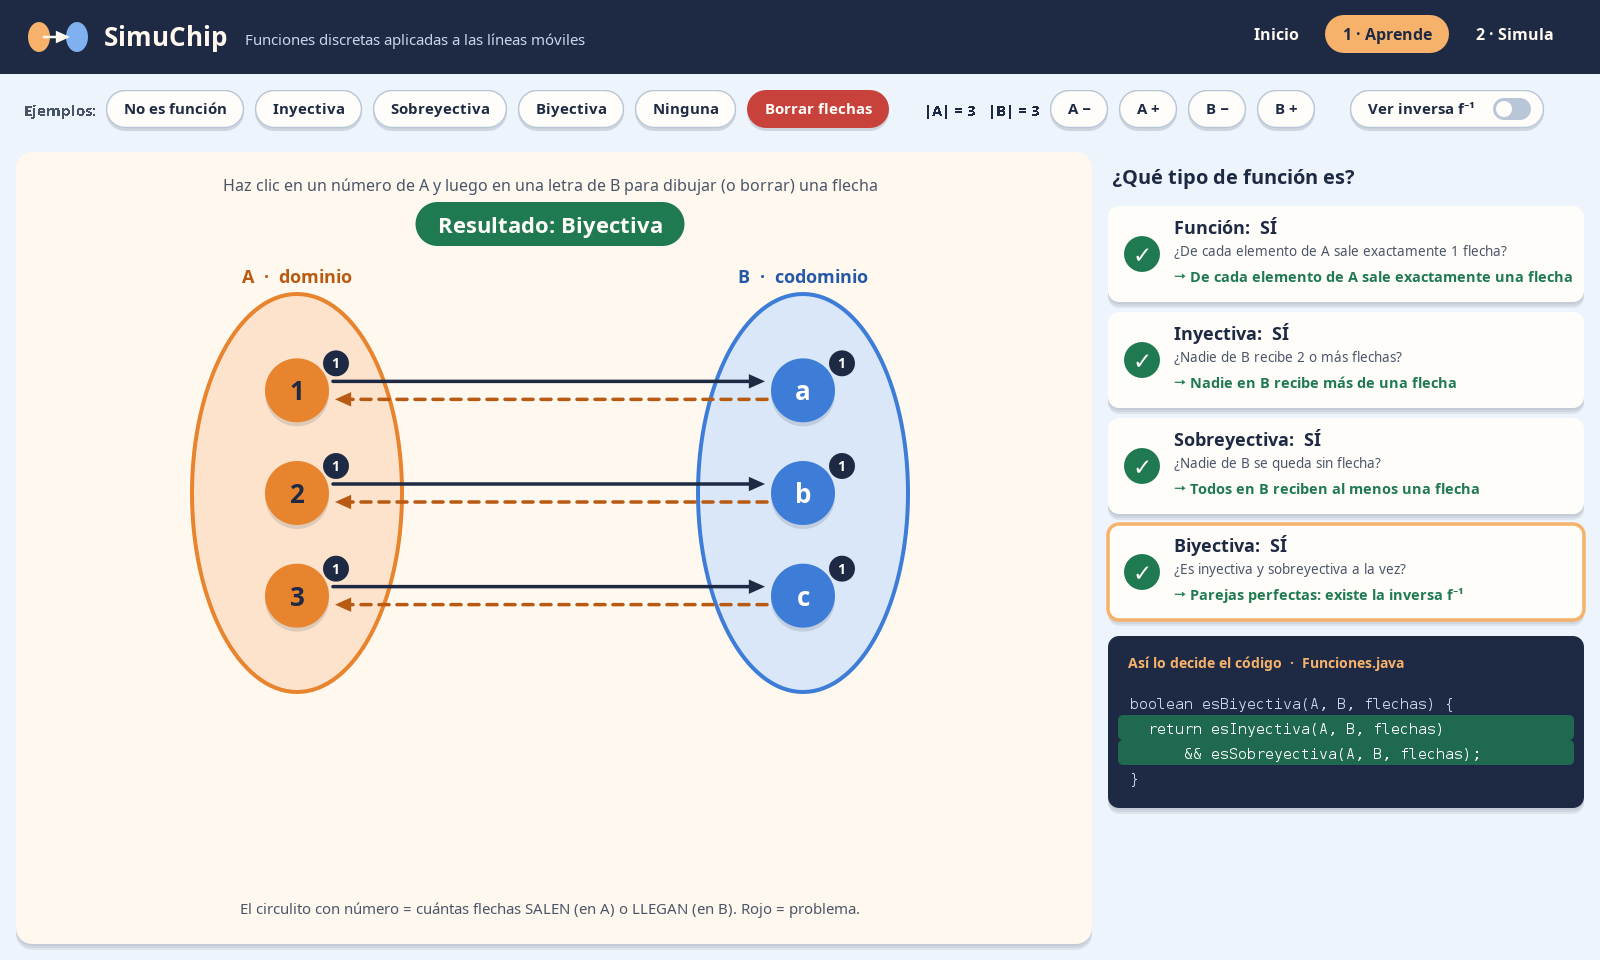 SimuChip
Funciones discretas aplicadas a las líneas móviles
Inicio
1 · Aprende
2 · Simula
Ejemplos:
No es función
Inyectiva
Sobreyectiva
Biyectiva
Ninguna
Borrar flechas
|A| = 3 |B| = 3
A −
A +
B −
B +
Ver inversa f⁻¹
Haz clic en un número de A y luego en una letra de B para dibujar (o borrar) una flecha
Resultado: Biyectiva
A · dominio
B · codominio
1
1
a
1
2
1
b
1
3
1
c
1
El circulito con número = cuántas flechas SALEN (en A) o LLEGAN (en B). Rojo = problema.
¿Qué tipo de función es?
✓
Función: SÍ
¿De cada elemento de A sale exactamente 1 flecha?
→ De cada elemento de A sale exactamente una flecha
✓
Inyectiva: SÍ
¿Nadie de B recibe 2 o más flechas?
→ Nadie en B recibe más de una flecha
✓
Sobreyectiva: SÍ
¿Nadie de B se queda sin flecha?
→ Todos en B reciben al menos una flecha
✓
Biyectiva: SÍ
¿Es inyectiva y sobreyectiva a la vez?
→ Parejas perfectas: existe la inversa f⁻¹
Así lo decide el código · Funciones.java
boolean esBiyectiva(A, B, flechas) {
return esInyectiva(A, B, flechas)
&& esSobreyectiva(A, B, flechas);
}